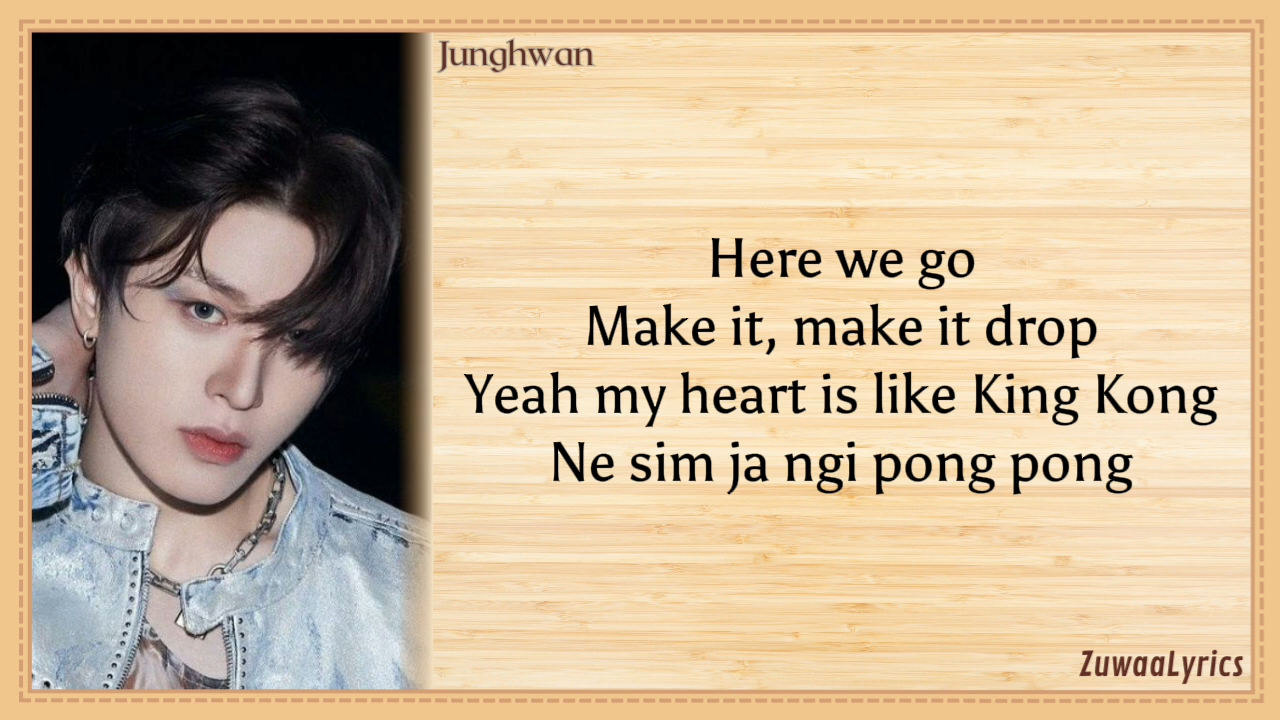 Junghwan
Here we go
Make it, make it drop
Yeah my heart is like King Kong
Ne sim ja ngi pong pong
ZuwaaLyrics